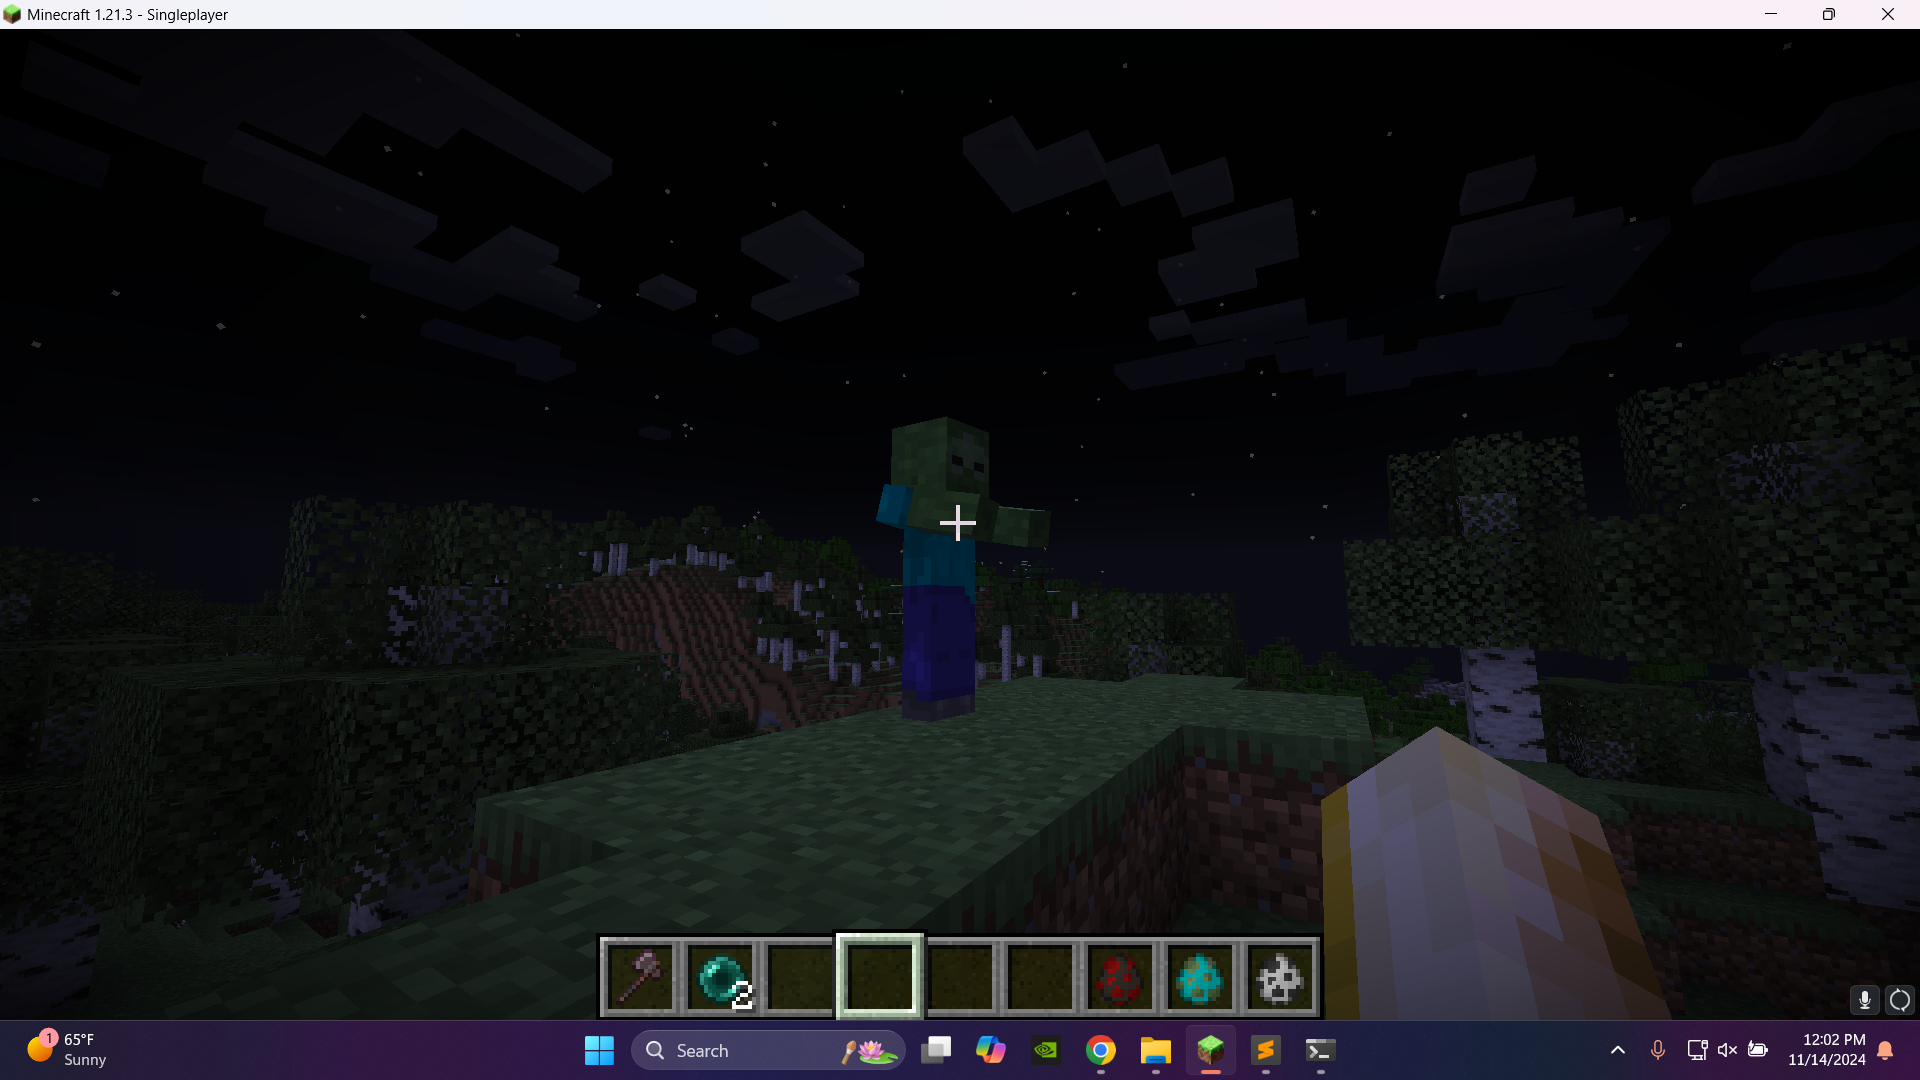 Minecraft 1.21.3 - Singleplayer
2
1
65°F
Sunny
Search
12:02 PM
11/14/2024